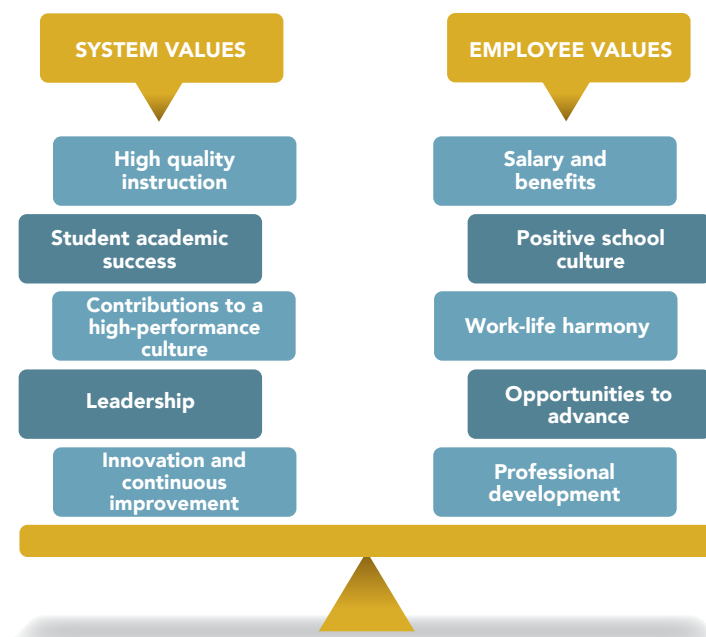 SYSTEM VALUES
High quality
instruction
Student academic
success
Contributions to a
high-performance
culture
Leadership
Innovation and
continuous
improvement
EMPLOYEE VALUES
Salary and
benefits
Positive school
culture
Work-life harmony
Opportunities to
advance
Professional
development